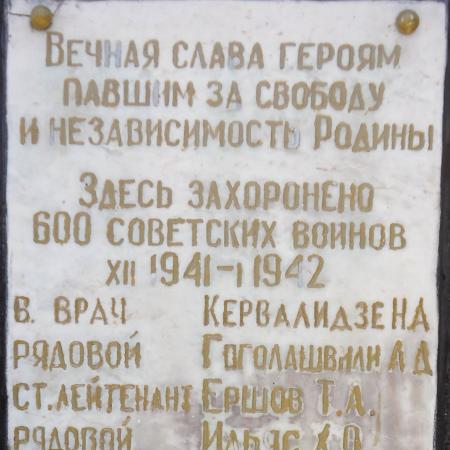 Вечная слава героям
павшим за свободу
и независимость Родины
Здесь захоронено
600 советских воинов
XII 1941-I 1942
в. врач Кервалидзе Н А
рядовой Гоголашвили А Д
ст. лейтенант Ершов Т. А.
рядовой Ильяс Х О